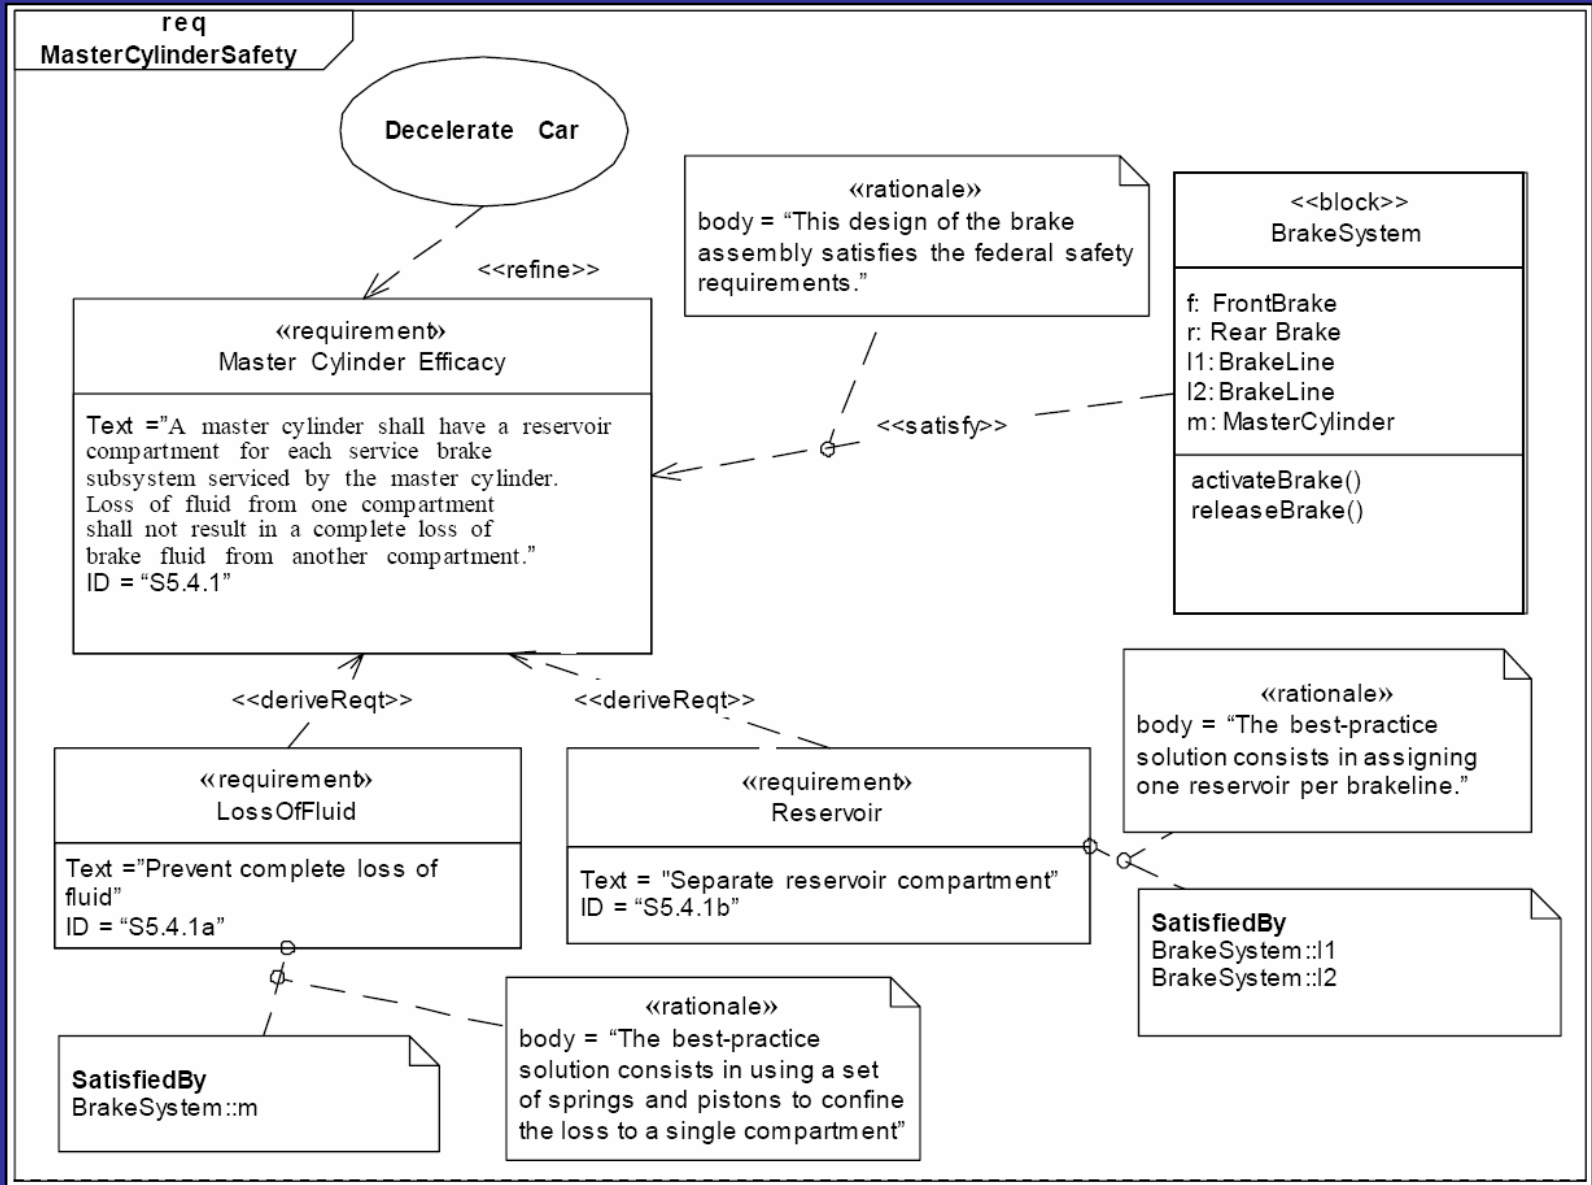 req
MasterCylinderSafety
Decelerate Car
<<refine>>
«rationale»
body = “This design of the brake
assembly satisfies the federal safety
requirements.”
<<block>>
BrakeSystem
f: FrontBrake
r: Rear Brake
l1: BrakeLine
l2: BrakeLine
m: MasterCylinder
activateBrake()
releaseBrake()
«requirement»
Master Cylinder Efficacy
Text =”A master cylinder shall have a reservoir
compartment for each service brake
subsystem serviced by the master cylinder.
Loss of fluid from one compartment
shall not result in a complete loss of
brake fluid from another compartment.”
ID = “S5.4.1”
<<satisfy>>
<<deriveReqt>>
<<deriveReqt>>
«requirement»
LossOfFluid
Text =”Prevent complete loss of
fluid”
ID = “S5.4.1a”
«requirement»
Reservoir
Text = "Separate reservoir compartment”
ID = “S5.4.1b”
«rationale»
body = “The best-practice
solution consists in assigning
one reservoir per brakeline.”
SatisfiedBy
BrakeSystem::l1
BrakeSystem::l2
SatisfiedBy
BrakeSystem::m
«rationale»
body = “The best-practice
solution consists in using a set
of springs and pistons to confine
the loss to a single compartment”